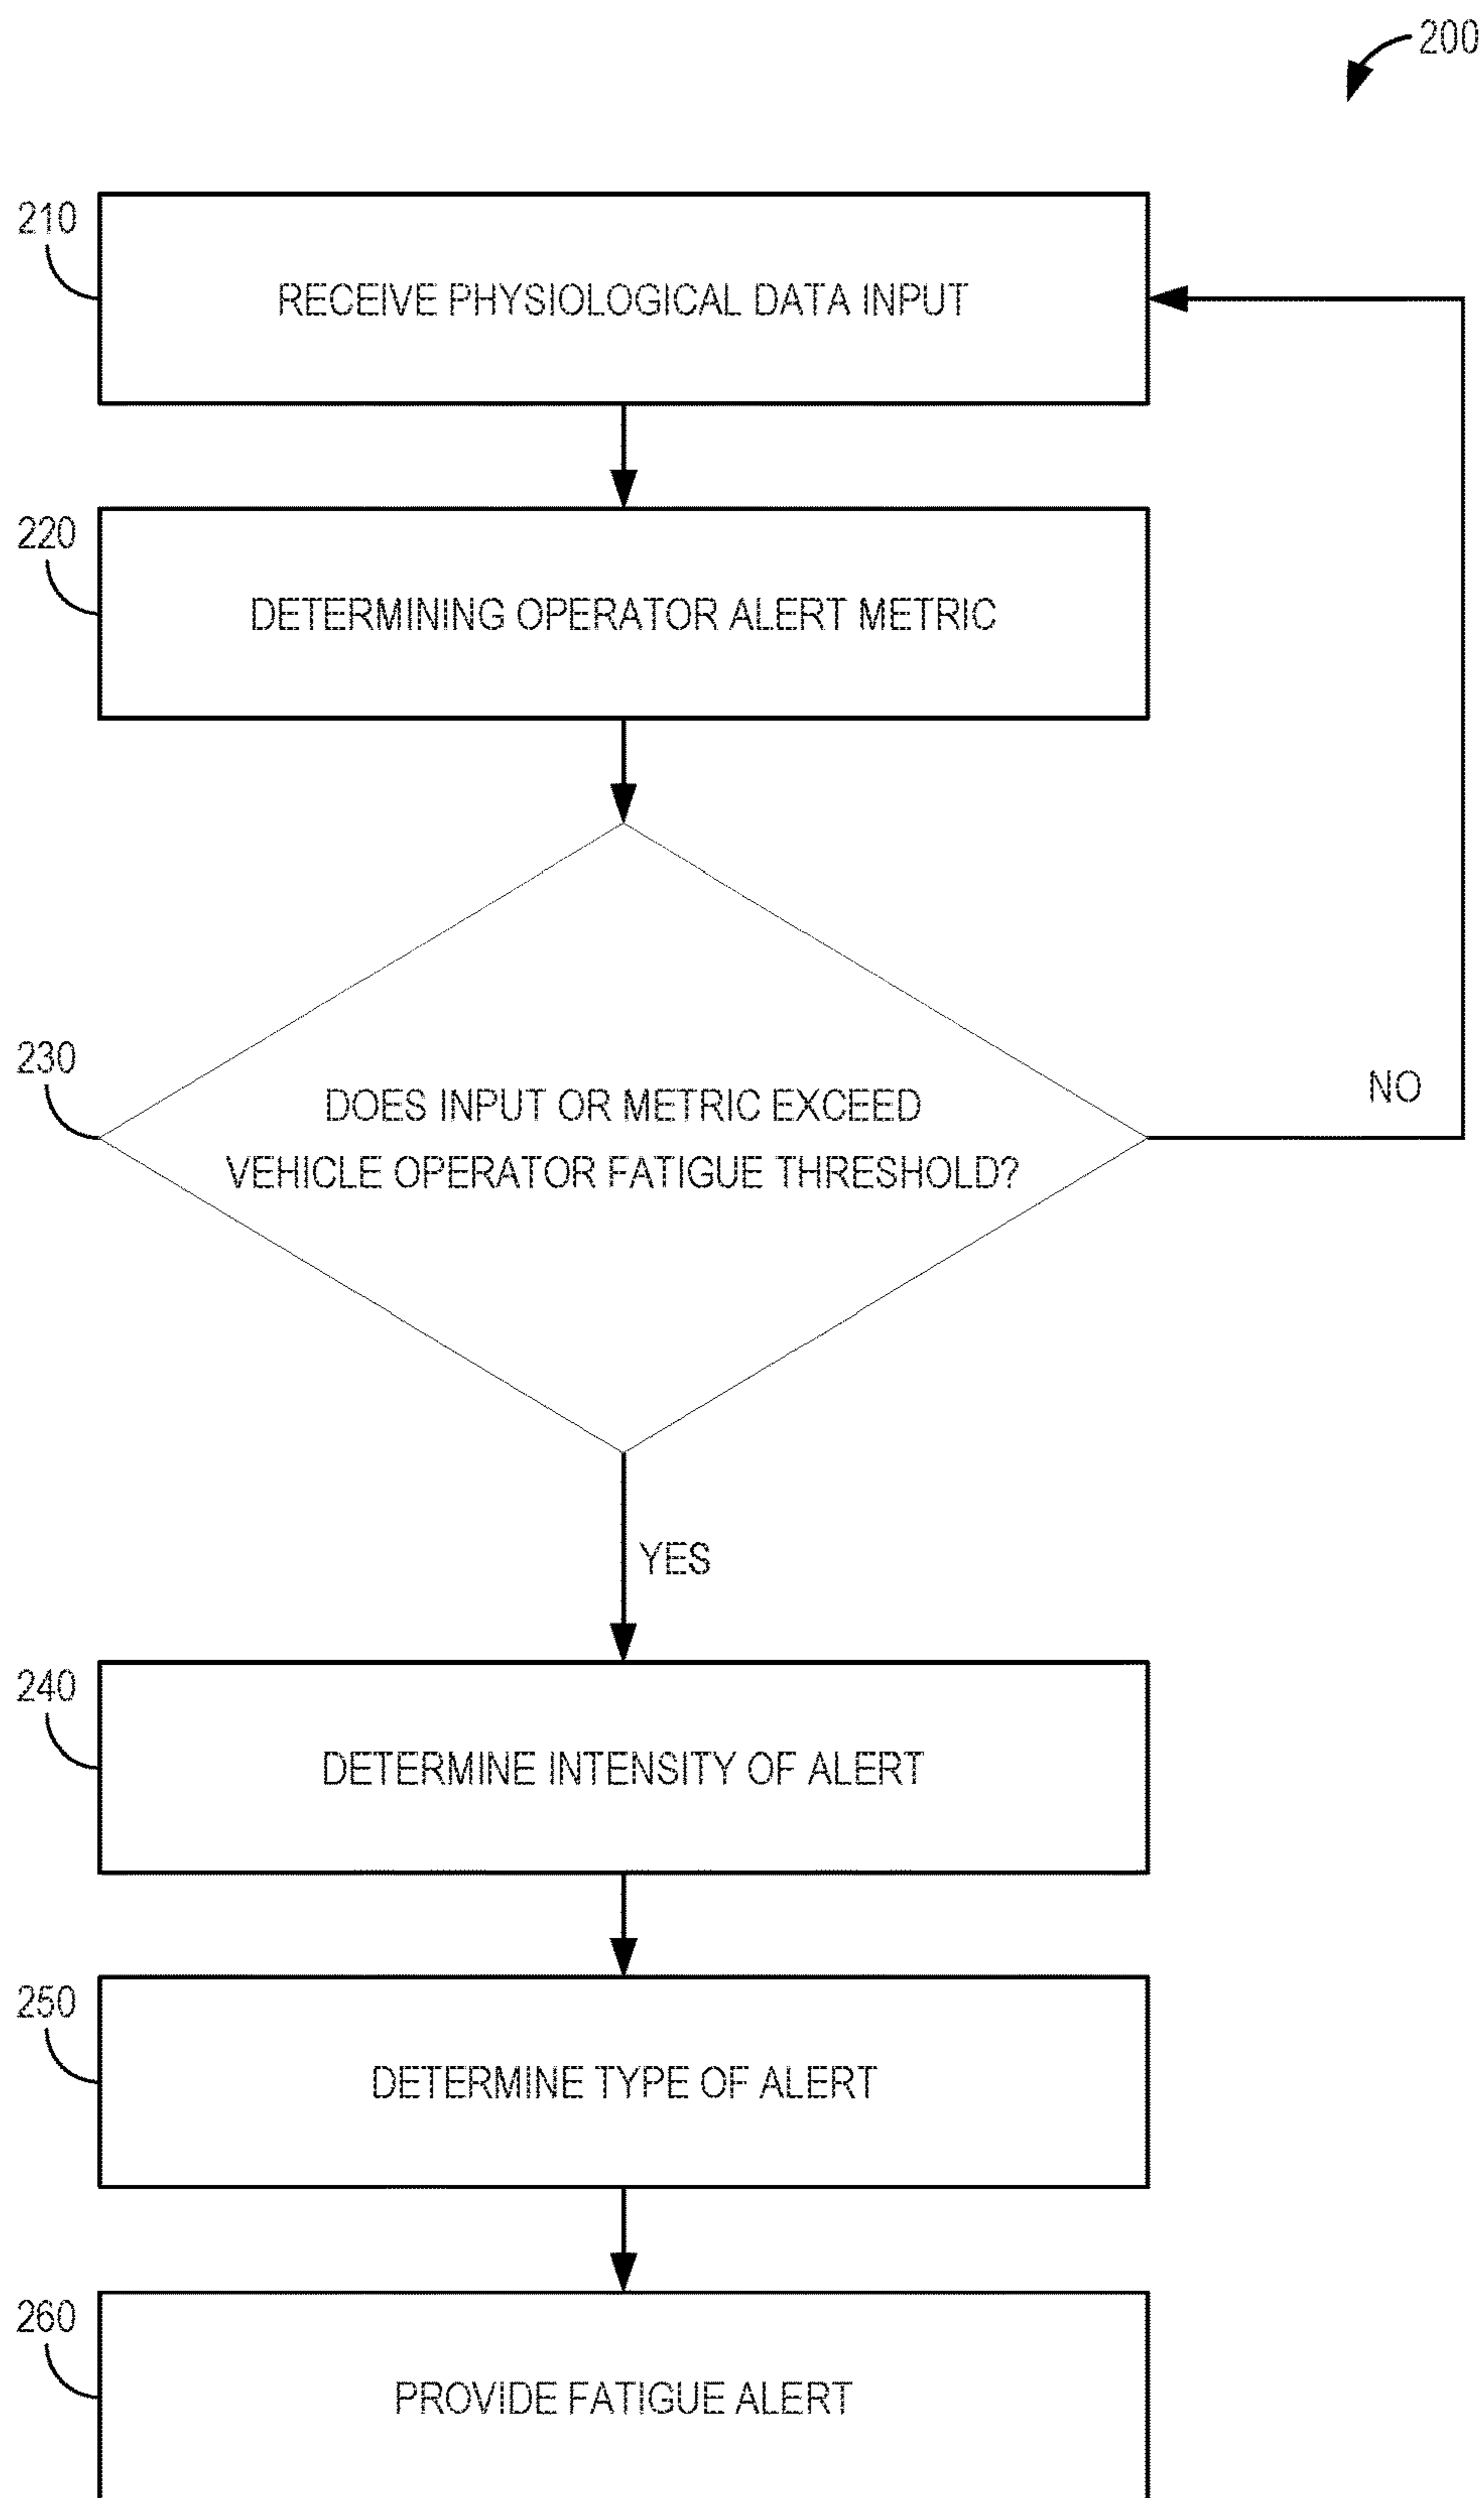 200
210
RECEIVE PHYSIOLOGICAL DATA INPUT
220
DETERMINING OPERATOR ALERT METRIC
230
DOES INPUT OR METRIC EXCEED
VEHICLE OPERATOR FATIGUE THRESHOLD?
NO
YES
240
DETERMINE INTENSITY OF ALERT
250
DETERMINE TYPE OF ALERT
260
PROVIDE FATIGUE ALERT